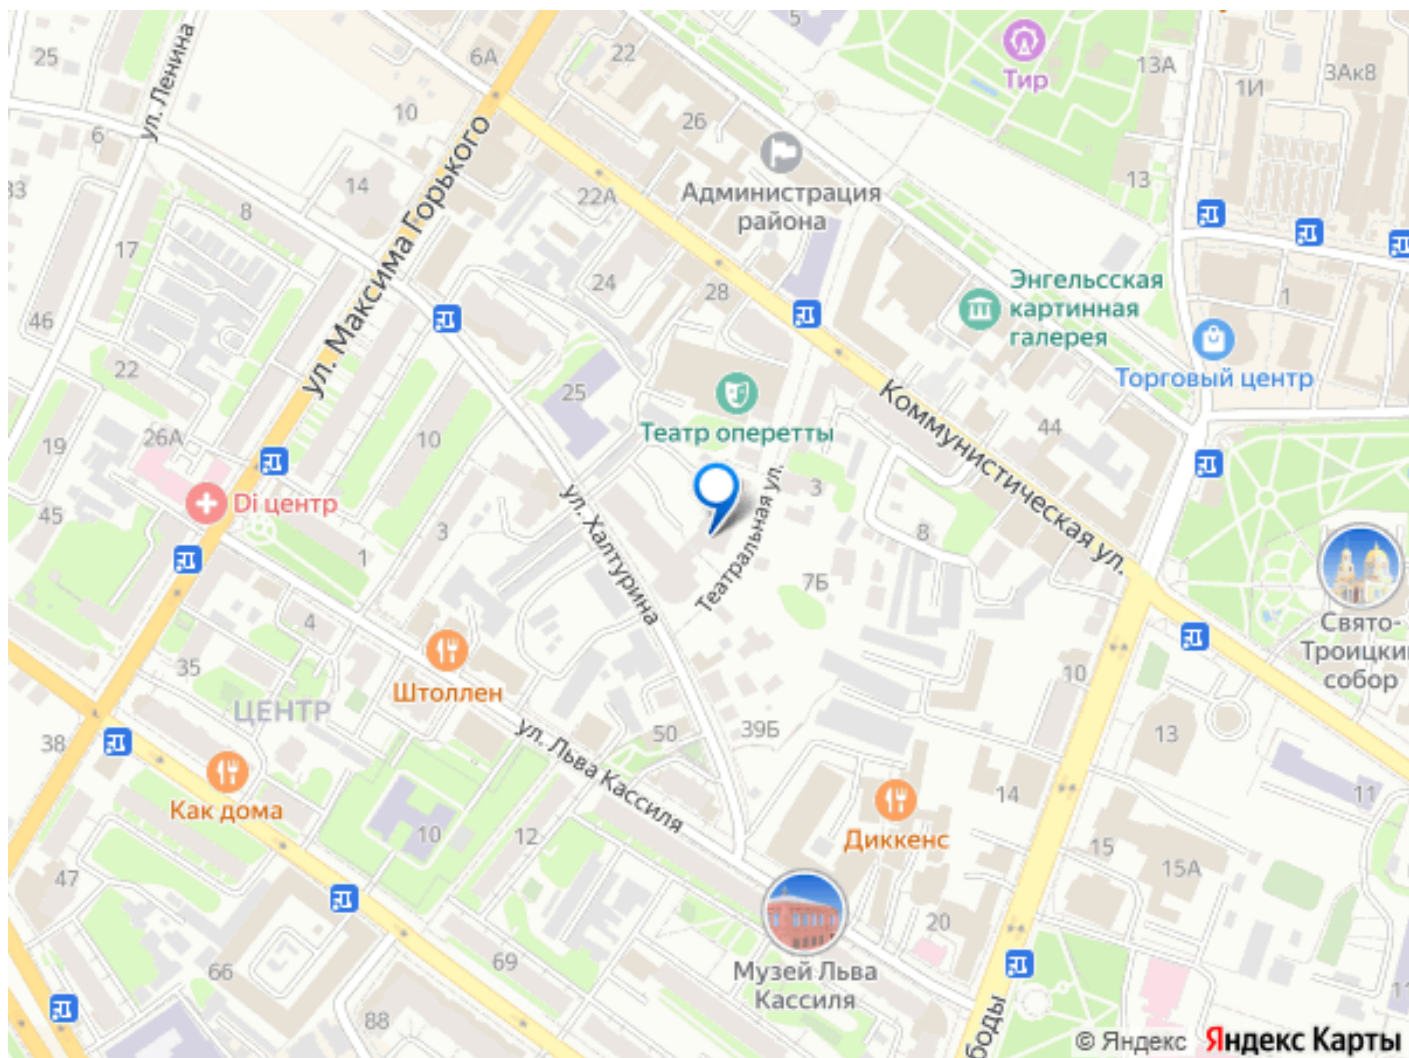 5
25
ул. Ленина
6А
22
Тир
13А
1И
3Ак8
6
10
26
14
ул. Максима Горького
22А
Администрация
района
13
33
8
17
24
28
Энгельсская
картинная
галерея
1
46
22
25
Театр оперетты
Торговый центр
Коммунистическая ул.
44
19
26А
10
Di центр
45
3
1
ул. Халтурина
Театральная ул.
3
8
7Б
Свято-
Троицки
собор
4
35
Штоллен
ЦЕНТР
10
38
50
39Б
13
ул. Льва Кассиля
Как дома
14
11
10
12
Диккенс
15
15А
47
20
66
69
Музей Льва
Кассиля
88
боды
© Яндекс
Яндекс Карты